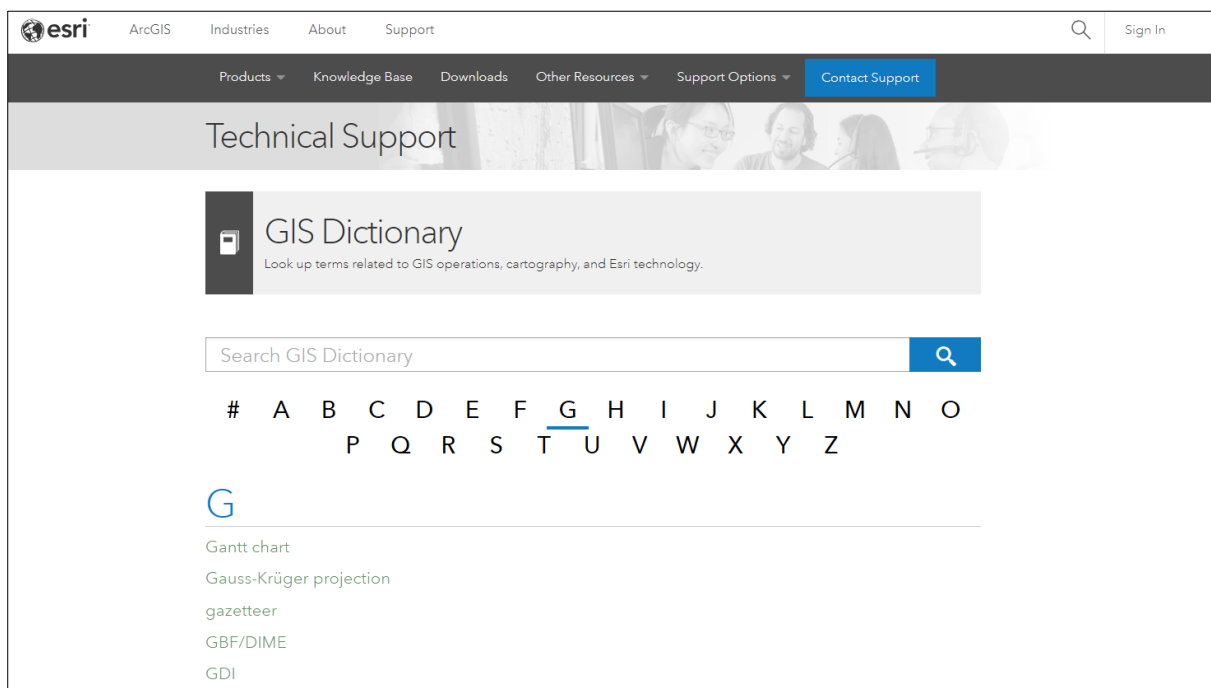 esri ArcGIS Industries About Support Sign In
Products Knowledge Base Downloads Other Resources Support Options Contact Support
Technical Support
GIS Dictionary
Look up terms related to GIS operations, cartography, and Esri technology.
Search GIS Dictionary
# A B C D E F G H I J K L M N O
P Q R S T U V W X Y Z
G
Gantt chart
Gauss-Krüger projection
gazetteer
GBF/DIME
GDI